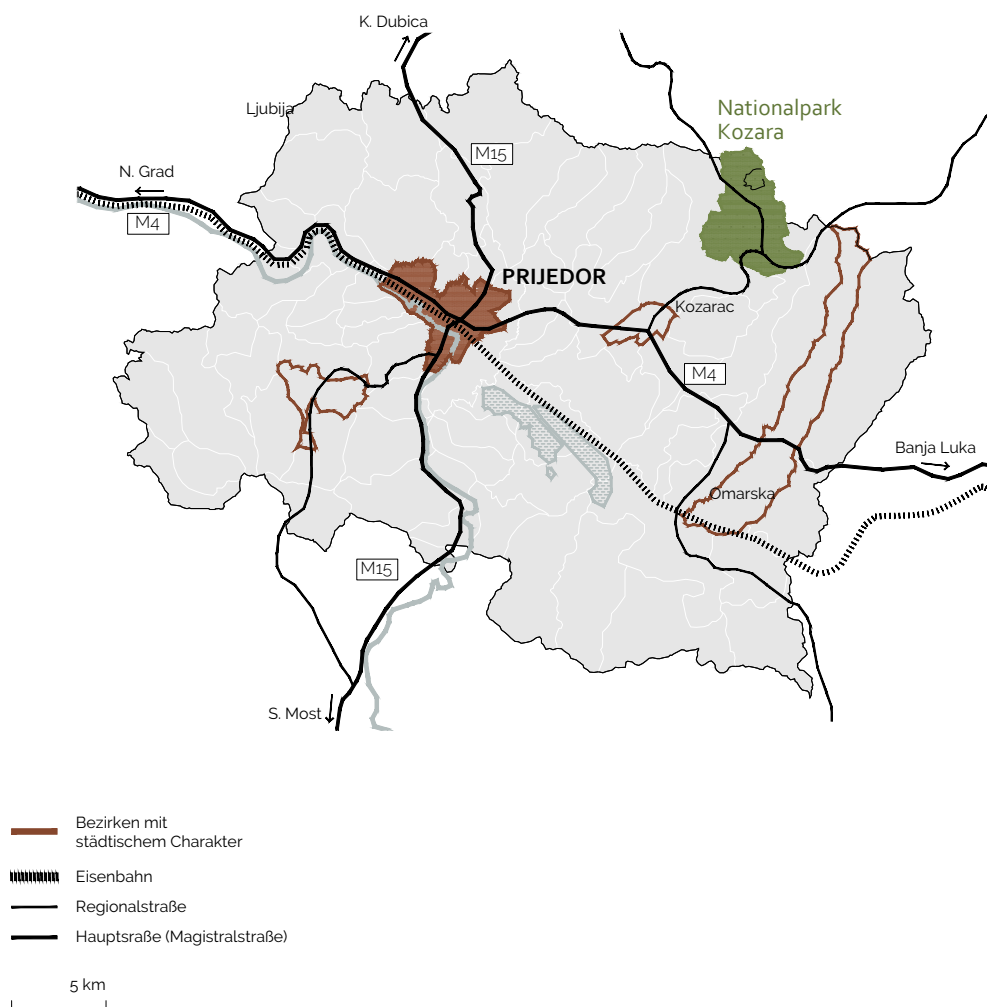 K. Dubica
Ljubija
Nationalpark
Kozara
M15
N. Grad
M4
PRIJEDOR
Kozarac
M4
Banja Luka
Omarska
M15
S. Most
Bezirken mit
städtischem Charakter
Eisenbahn
Regionalstraße
Hauptsraße (Magistralstraße)
5 km